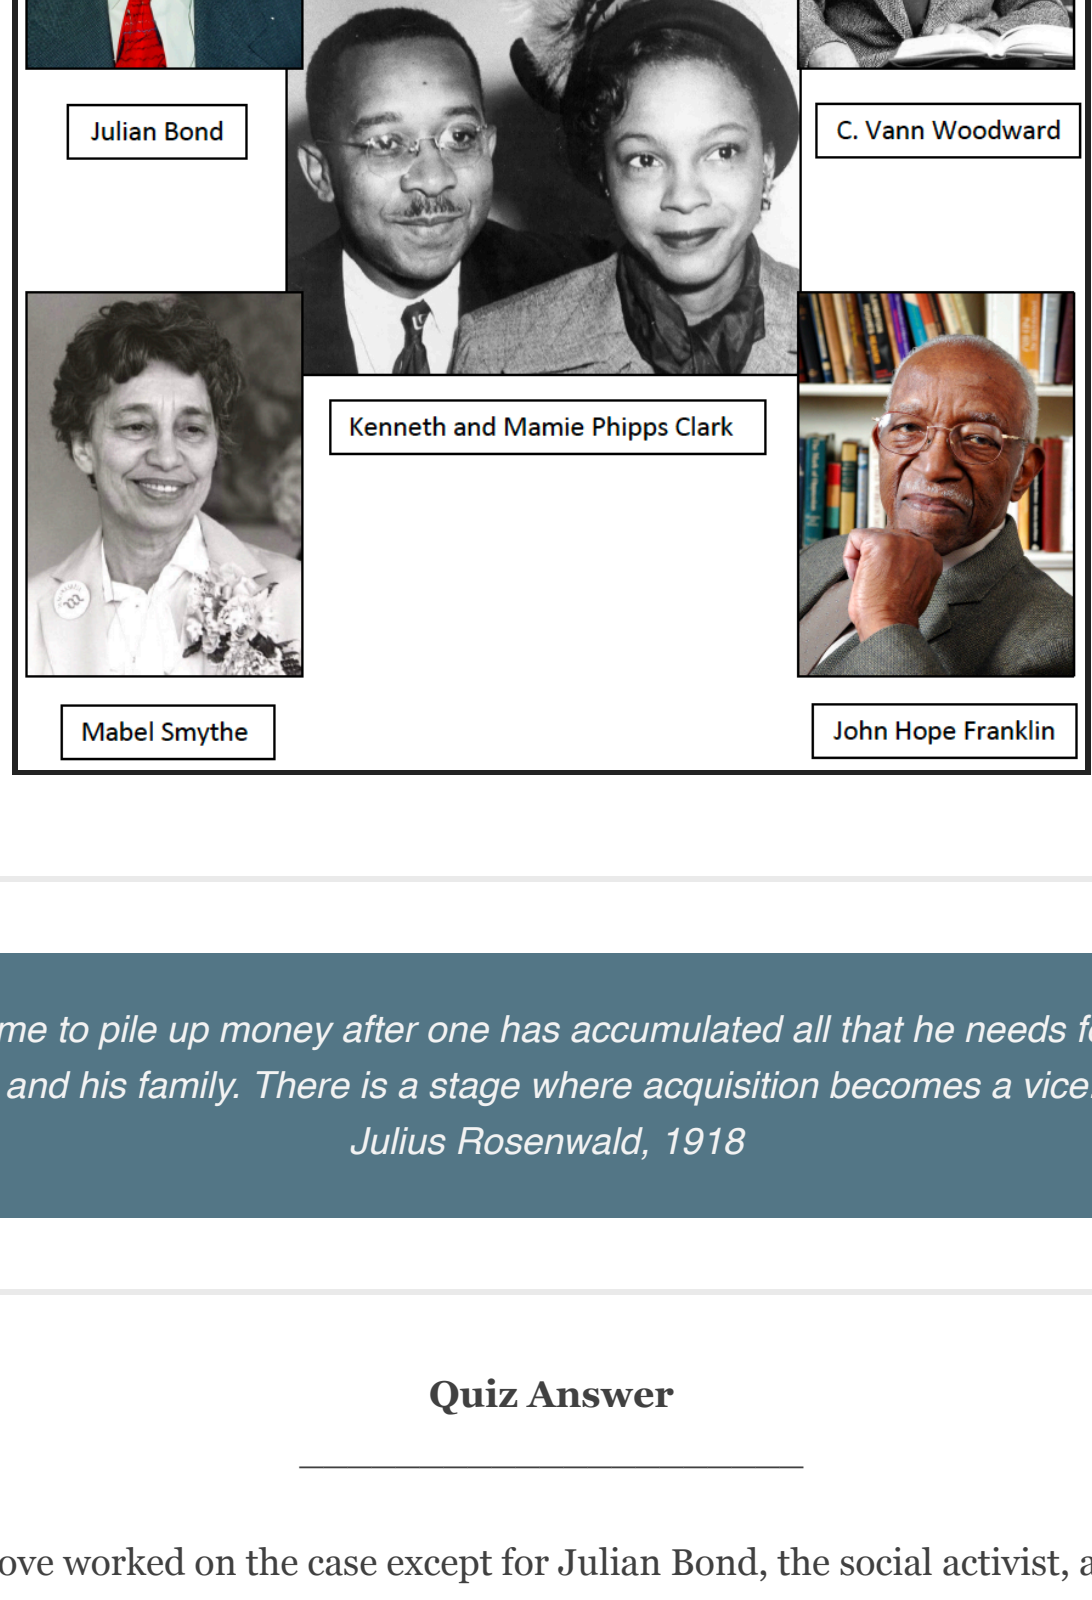 Julian Bond
C. Vann Woodward
Kenneth and Mamie Phipps Clark
Mabel Smythe
John Hope Franklin
me to pile up money after one has accumulated all that he needs
and his family. There is a stage where acquisition becomes a vice.
Julius Rosenwald, 1918
Quiz Answer
ove worked on the case except for Julian Bond, the social activist,